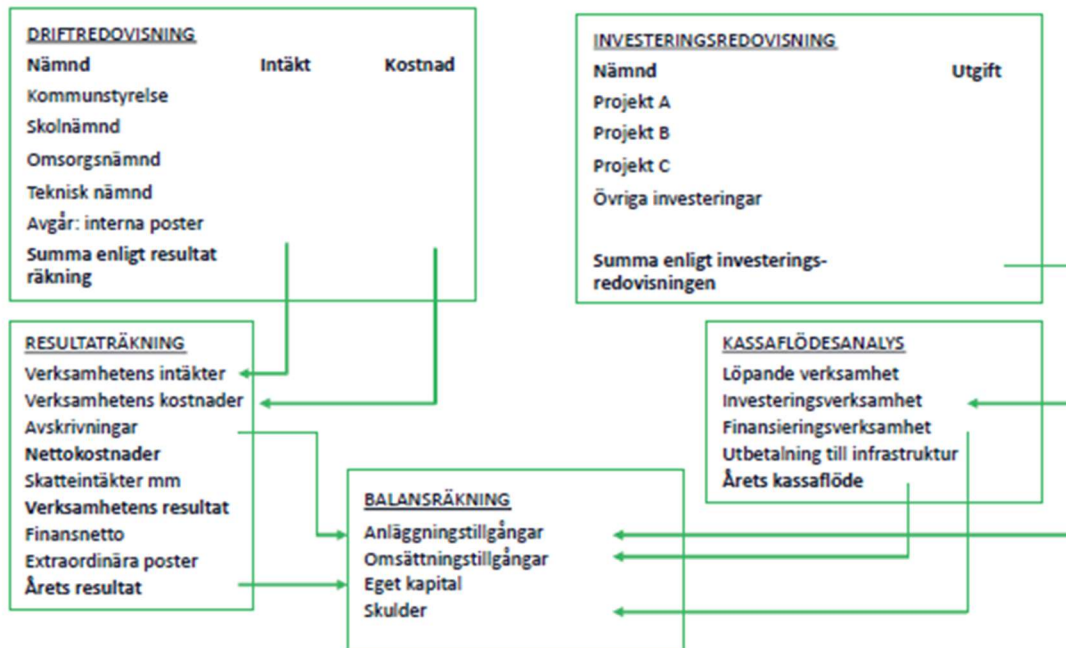 DRIFTREDOVISNING
Nämnd Intäkt Kostnad
Kommunstyrelse
Skolnämnd
Omsorgsnämnd
Teknisk nämnd
Avgår: interna poster
Summa enligt resultat
räkning
INVESTERINGSREDOVISNING
Nämnd Utgift
Projekt A
Projekt B
Projekt C
Övriga investeringar
Summa enligt investerings-
redovisningen
RESULTATRÄKNING
Verksamhetens intäkter
Verksamhetens kostnader
Avskrivningar
Nettokostnader
Skatteintäkter mm
Verksamhetens resultat
Finansnetto
Extraordinära poster
Årets resultat
BALANSRÄKNING
Anläggningstillgångar
Omsättningstillgångar
Eget kapital
Skulder
KASSAFLÖDESANALYS
Löpande verksamhet
Investeringsverksamhet
Finansieringsverksamhet
Utbetalning till infrastruktur
Årets kassaflöde